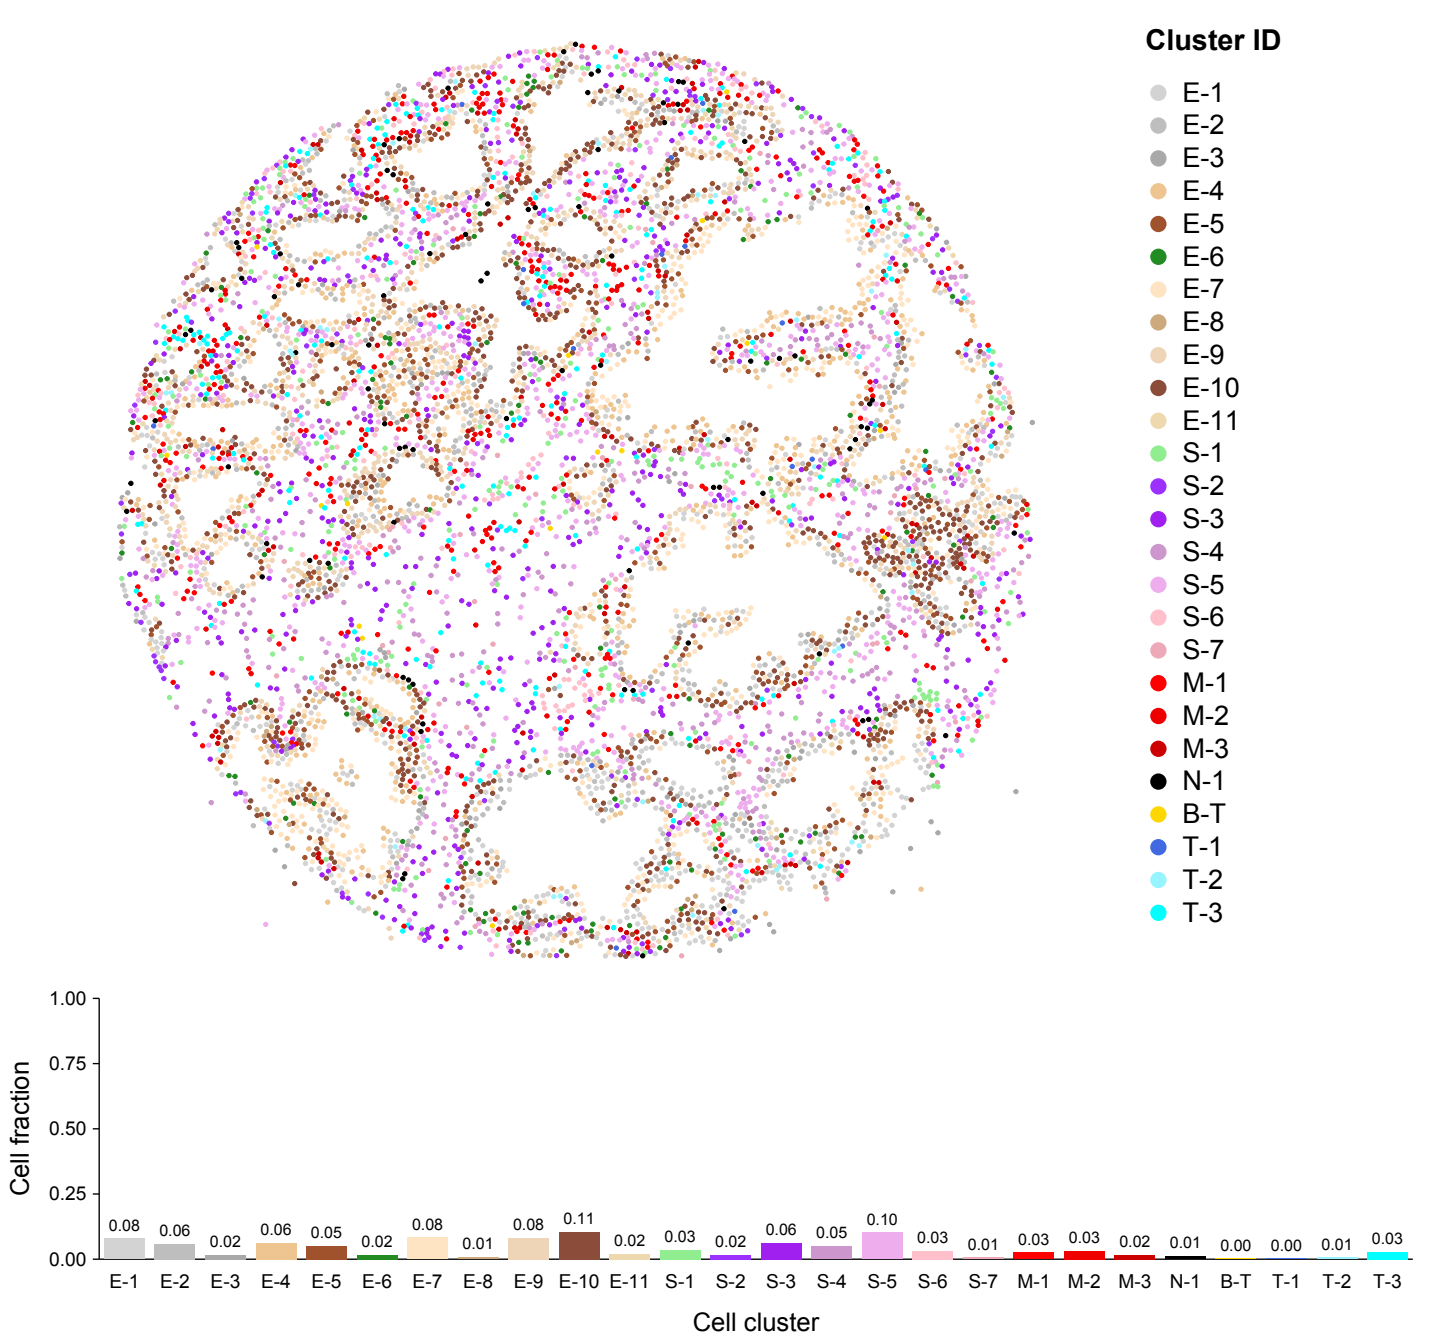 Cluster ID
E-1
E-2
E-3
E-4
E-5
E-6
E-7
E-8
E-9
E-10
E-11
S-1
S-2
S-3
S-4
S-5
S-6
S-7
M-1
M-2
M-3
N-1
B-T
T-1
T-2
T-3
1.00
0.75
0.50
0.25
0.00
Cell fraction
0.08 0.06 0.02 0.06 0.05 0.02 0.08 0.01 0.08 0.11 0.02 0.03 0.02 0.06 0.05 0.10 0.03 0.01 0.03 0.03 0.02 0.01 0.00 0.00 0.01 0.03
E-1 E-2 E-3 E-4 E-5 E-6 E-7 E-8 E-9 E-10 E-11 S-1 S-2 S-3 S-4 S-5 S-6 S-7 M-1 M-2 M-3 N-1 B-T T-1 T-2 T-3
Cell cluster